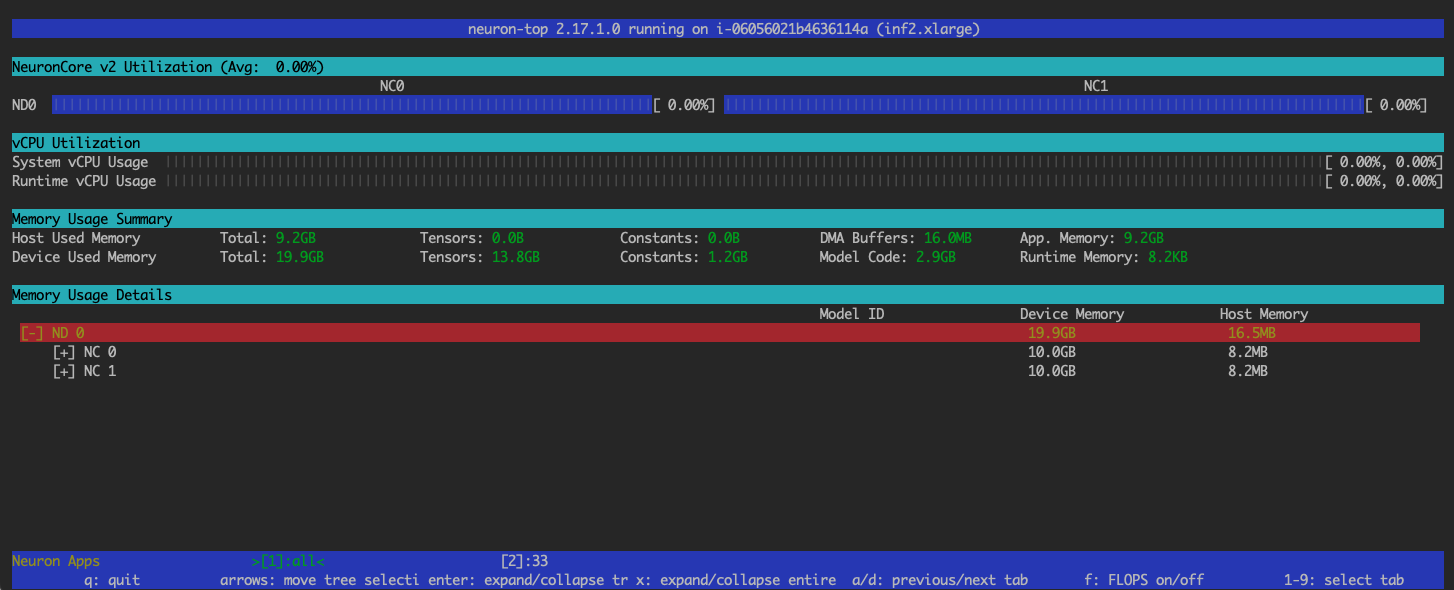 neuron-top 2.17.1.0 running on i-06056021b4636114a (inf2.xlarge)
NeuronCore v2 Utilization (Avg:  0.00%)
NC0 NC1
ND0 [ 0.00%] [ 0.00%]
vCPU Utilization
System vCPU Usage [ 0.00%, 0.00%]
Runtime vCPU Usage [ 0.00%, 0.00%]
Memory Usage Summary
Host Used Memory Total: 9.2GB Tensors: 0.0B Constants: 0.0B DMA Buffers: 16.0MB App. Memory: 9.2GB
Device Used Memory Total: 19.9GB Tensors: 13.8GB Constants: 1.2GB Model Code: 2.9GB Runtime Memory: 8.2KB
Memory Usage Details
Model ID Device Memory Host Memory
[-] ND 0 19.9GB 16.5MB
[+] NC 0 10.0GB 8.2MB
[+] NC 1 10.0GB 8.2MB
Neuron Apps >[1]:all< [2]:33
q: quit arrows: move tree selecti enter: expand/collapse tr x: expand/collapse entire a/d: previous/next tab f: FLOPS on/off 1-9: select tab